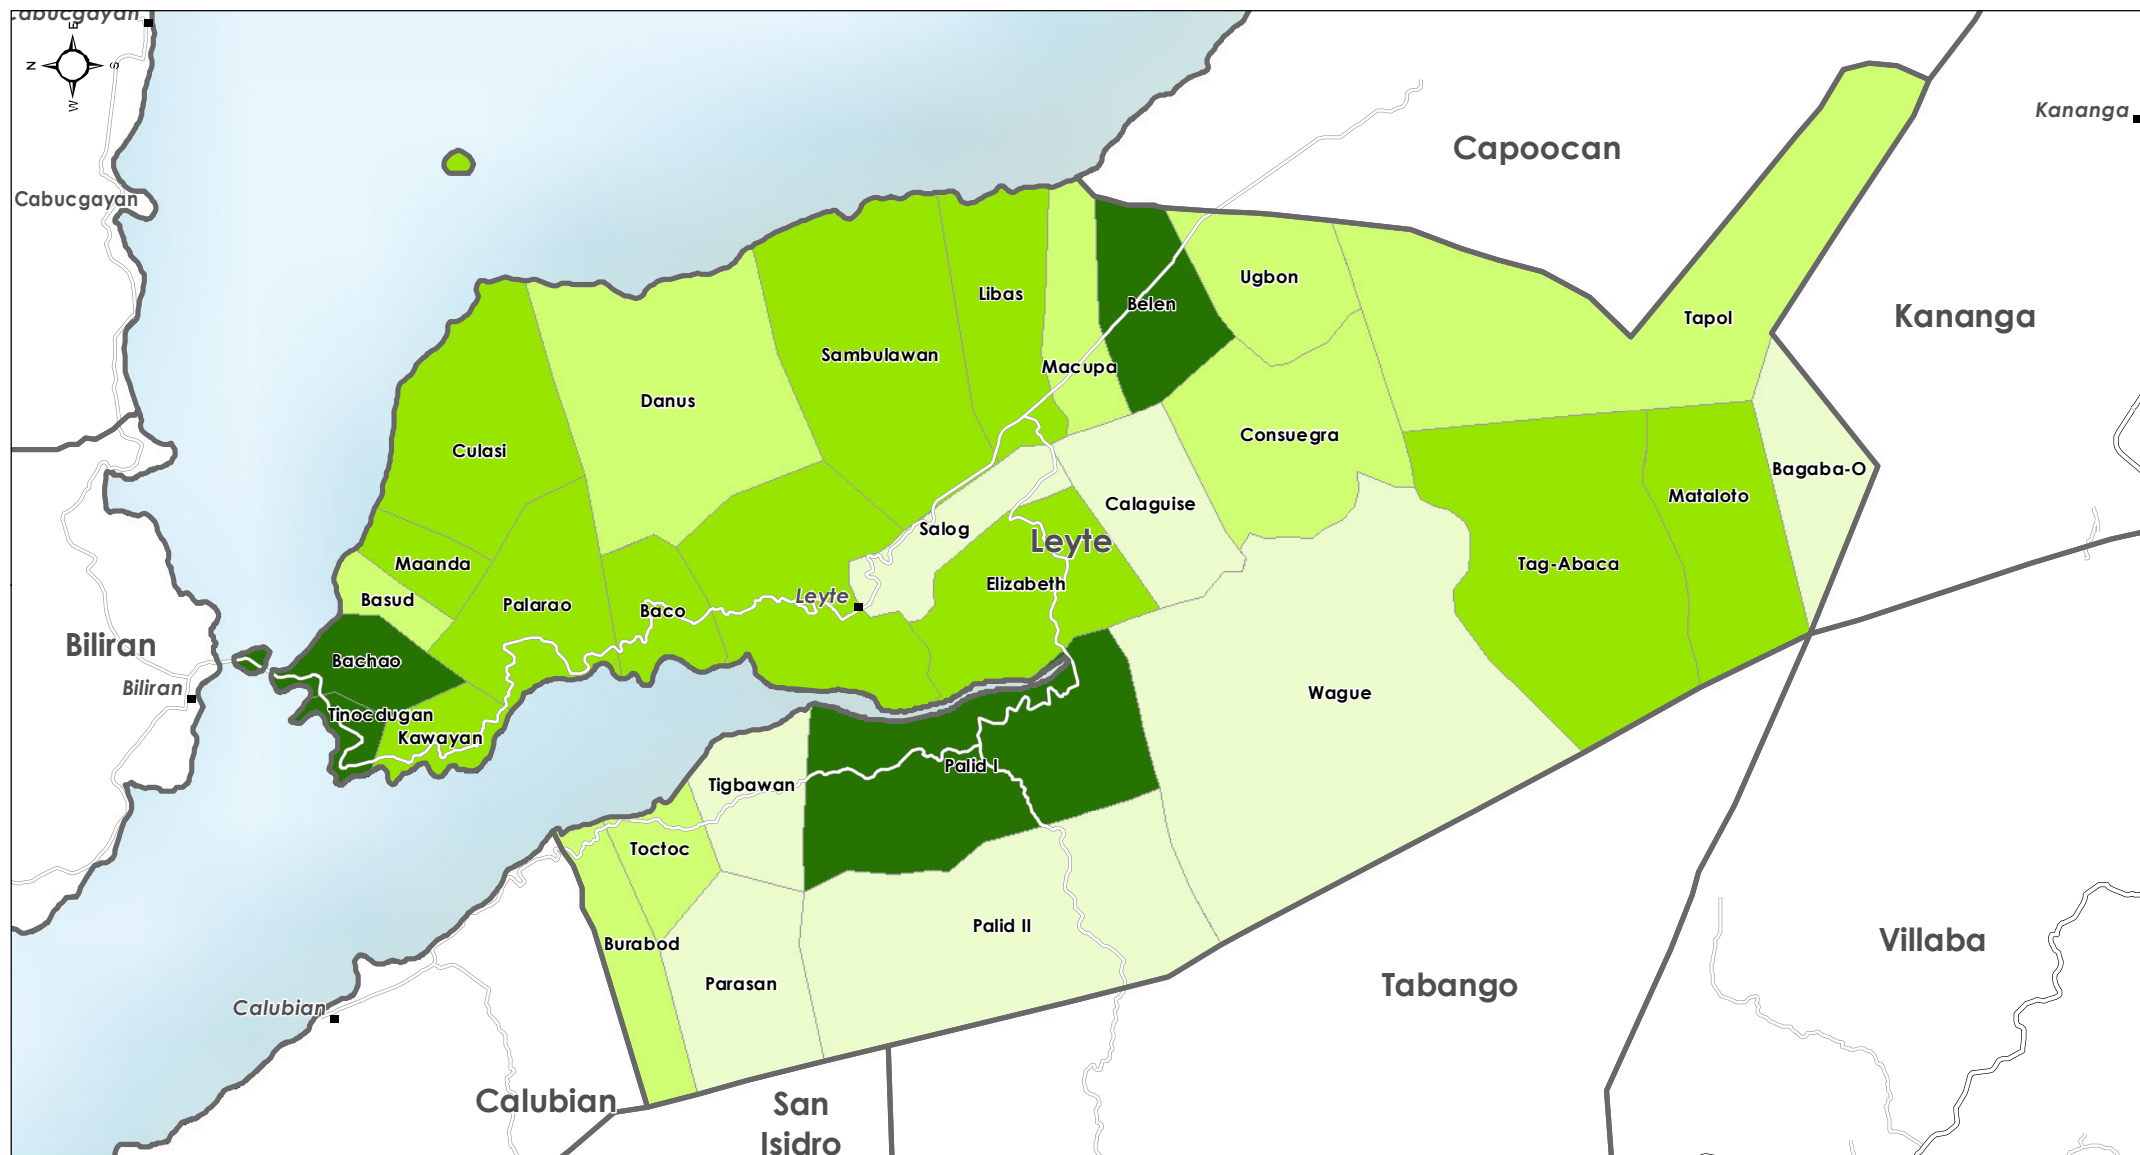 Cabucgayan
E
N
S
W
Kananga
Capoocan
Cabucgayan
Ugbon
Libas
Belen
Kananga
Tapol
Sambulawan
Macupa
Danus
Consuegra
Culasi
Bagaba-O
Mataloto
Calaguise
Salog
Leyte
Maanda
Tag-Abaca
Elizabeth
Leyte
Basud
Palarao
Baco
Biliran
Bachao
Biliran
Wague
Tinocdugan
Kawayan
Palid I
Tigbawan
Toctoc
Palid II
Burabod
Villaba
Parasan
Tabango
Calubian
Calubian
San
Isidro